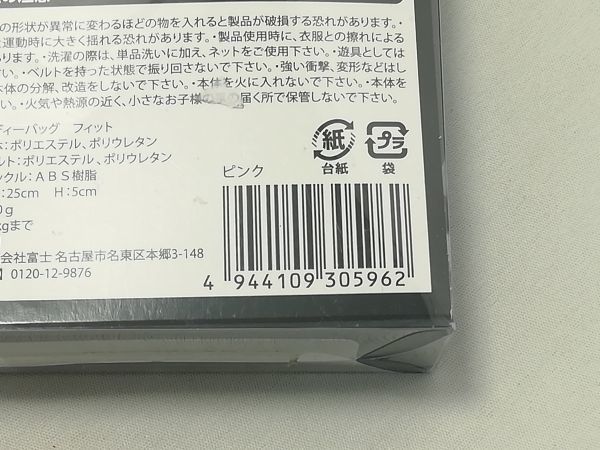 の形状が異常に変わるほどの物を入れると製品が破損する恐れがあります。
と運動時に大きく揺れる恐れがあります。・製品使用時に、衣服との擦れによる
あります。・洗濯の際は、単品洗いに加え、ネットをご使用下さい。・遊具としては
い。・ベルトを持った状態で振り回さないで下さい。・強い衝撃、変形などはし
本体の分解、改造をしないで下さい。・本体を火に入れないで下さい。・本体を
い。・火気や熱源の近く、小さなお子様の手の届く所で保管しないで下さい。
ディーバッグ フィット
:ポリエステル、ポリウレタン
ルト:ポリエステル、ポリウレタン
ックル:ABS樹脂
:25cm H:5cm
0g
kgまで
会社富士 名古屋市名東区本郷3-148
】0120-12-9876
紙
台紙
プラ
袋
ピンク
4 944109 305962